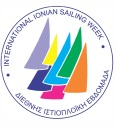 • INTERNATIONAL IONIAN SAILING WEEK •
ΔΙΕΘΝΗΣ ΙΣΤΙΟΠΛΟΪΚΗ ΕΒΔΟΜΑΔΑ